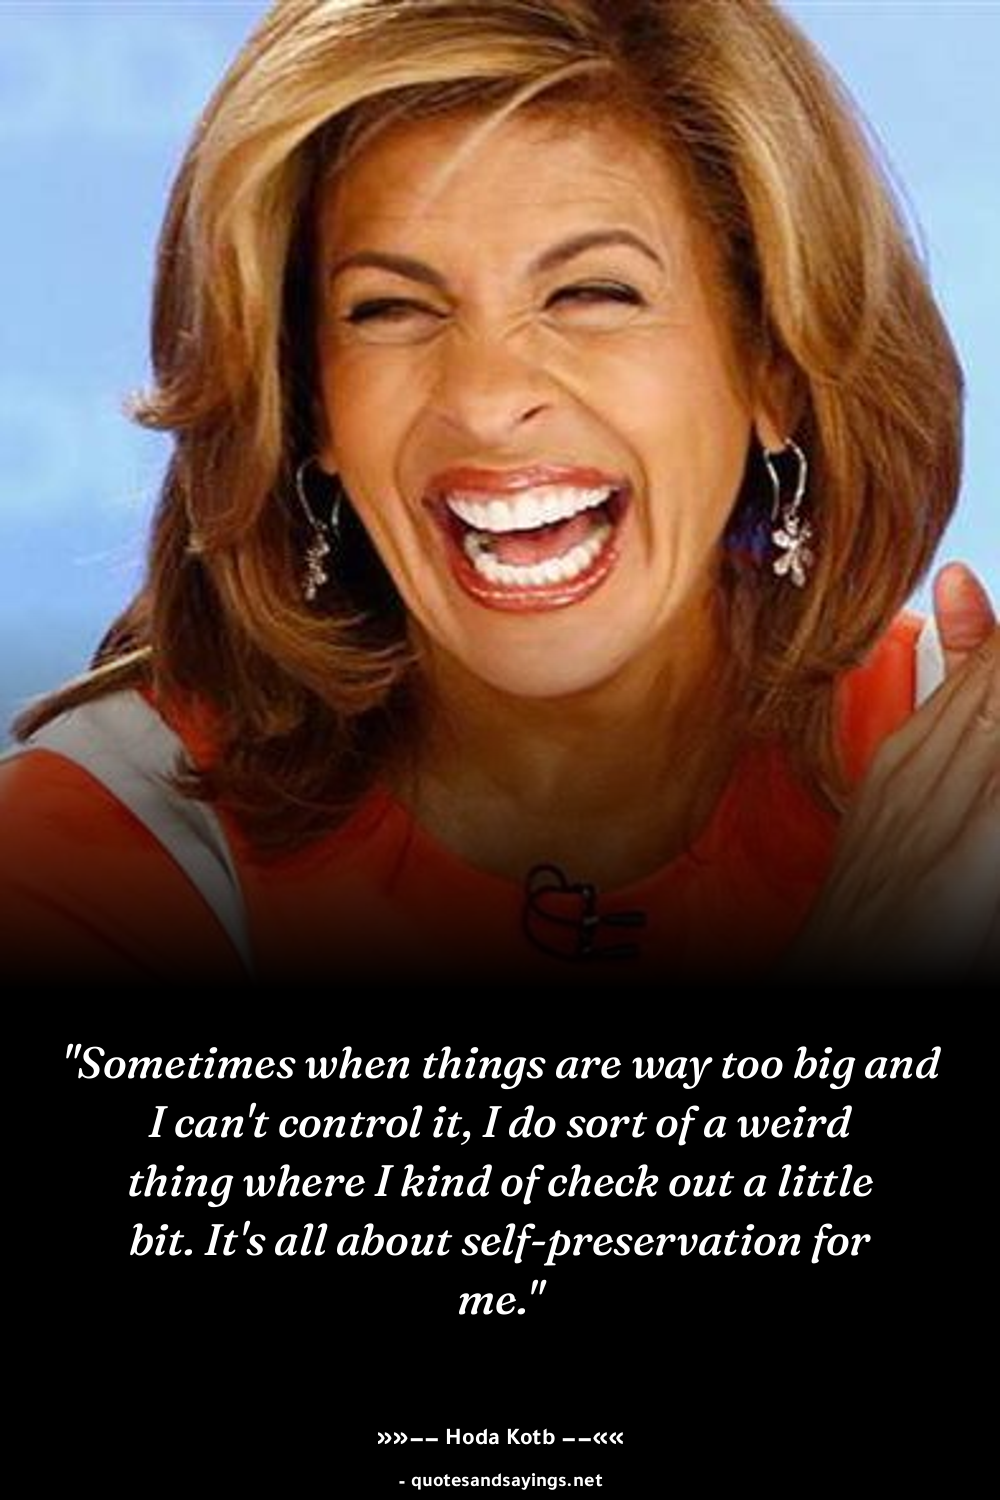 "Sometimes when things are way too big and
I can't control it, I do sort of a weird
thing where I kind of check out a little
bit. It's all about self-preservation for
me."
»»–– Hoda Kotb ––««
- quotesandsayings.net